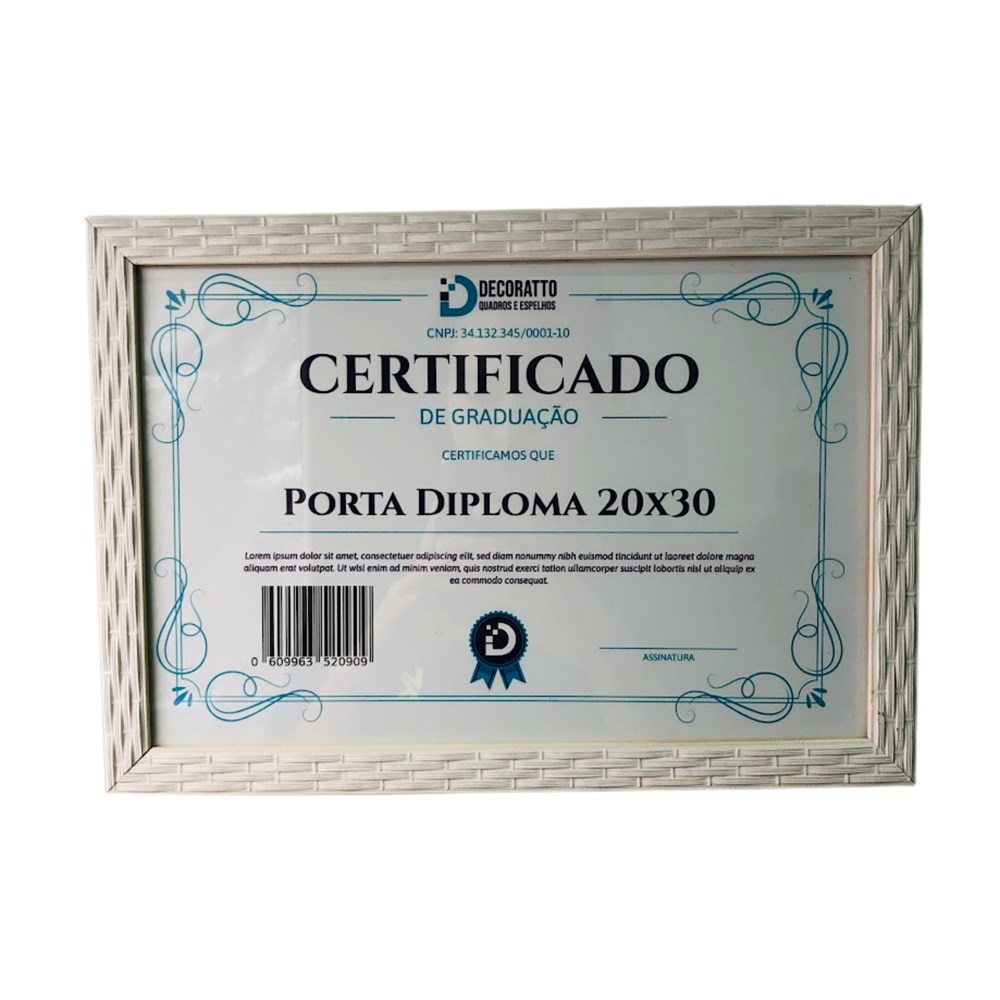 DECORATTO
QUADROS E ESPELHOS
CNPJ: 34.132.345/0001-10
CERTIFICADO
DE GRADUAÇÃO
CERTIFICAMOS QUE
PORTA DIPLOMA 20X30
Lorem ipsum dolor sit amet, consectetuer adipiscing elit, sed diam nonummy nibh euismod tincidunt ut laoreet dolore magna
aliquam erat volutpat. Ut wisi enim ad minim veniam, quis nostrud exerci tation ullamcorper suscipit lobortis nisl ut aliquip ex
ea commodo consequat.
0 609963 520909
D
ASSINATURA